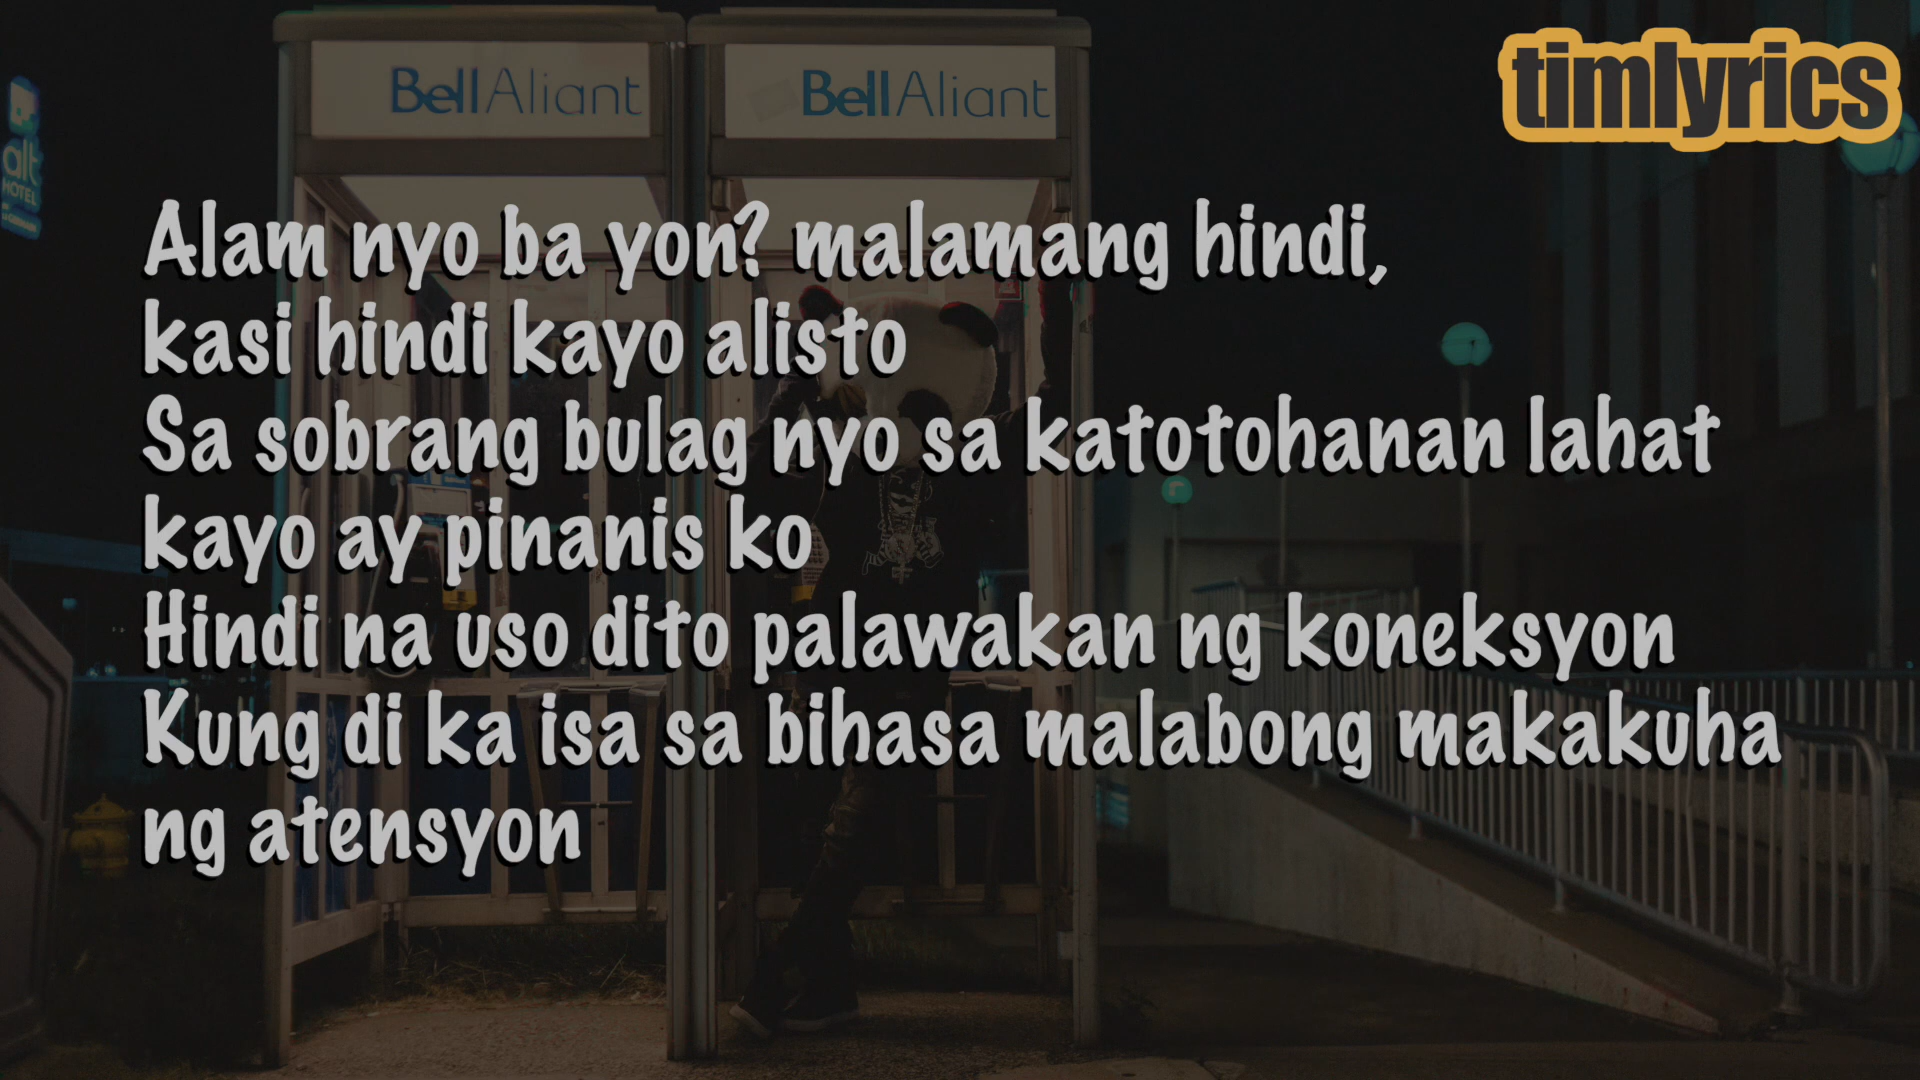 BellAliant
BellAliant
timlyrics
alt
HOTEL
Alam nyo ba yon? malamang hindi,
kasi hindi kayo alisto
Sa sobrang bulag nyo sa katotohanan lahat
kayo ay pinanis ko
Hindi na uso dito palawakan ng koneksyon
Kung di ka isa sa bihasa malabong makakuha
ng atensyon